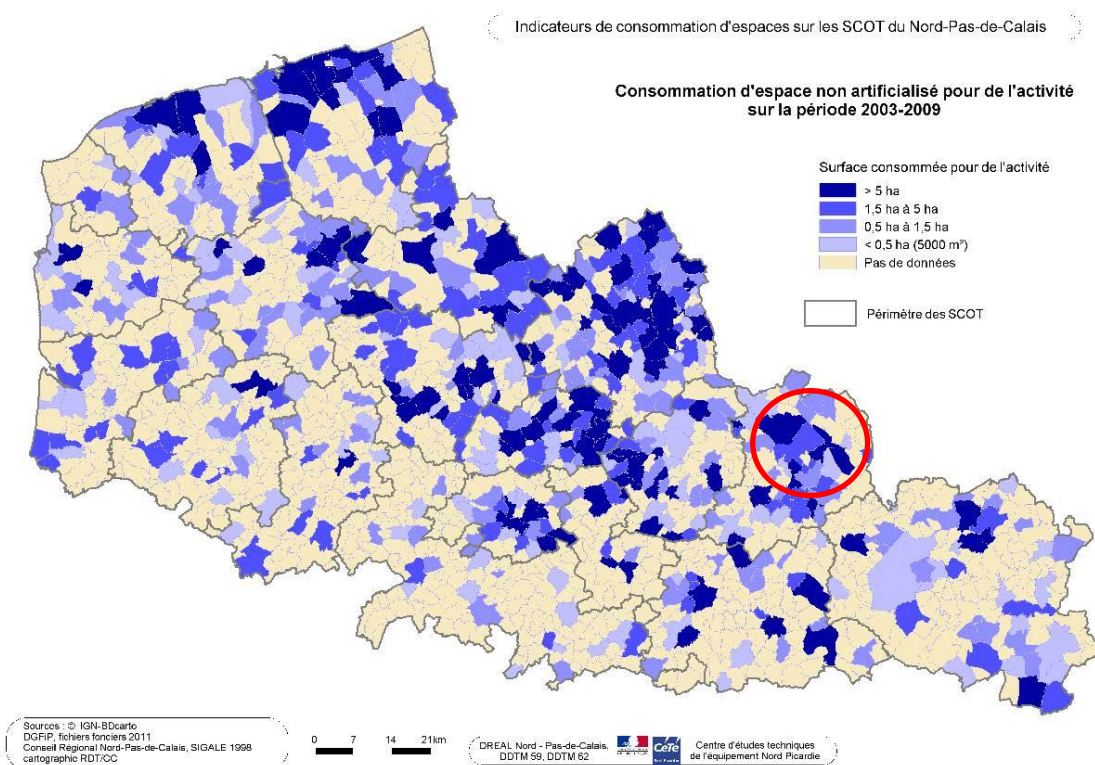 Indicateurs de consommation d'espaces sur les SCOT du Nord-Pas-de-Calais
Consommation d'espace non artificialisé pour de l'activité
sur la période 2003-2009
Surface consommée pour de l'activité
> 5 ha
1,5 ha à 5 ha
0,5 ha à 1,5 ha
< 0,5 ha (5000 m²)
Pas de données
Périmètre des SCOT
Sources : © IGN-BDcarto
DGFiP, fichiers fonciers 2011
Conseil Régional Nord-Pas-de-Calais, SIGALE 1998
cartographic RDT/CC
0 7 14 21km
DREAL Nord - Pas-de-Calais,
DDTM 59, DDTM 62
CeTe
Nord Picardie
Centre d'études techniques
de l'équipement Nord Picardie